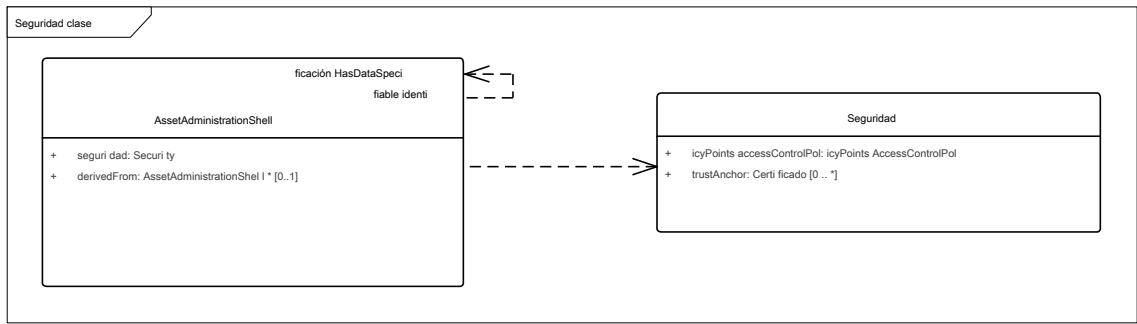 Seguridad clase
ficación HasDataSpeci
fiable identi
AssetAdministrationShell
+ seguri dad: Securi ty
+ derivedFrom: AssetAdministrationShel l * [0..1]
Seguridad
+ icyPoints accessControlPol: icyPoints AccessControlPol
+ trustAnchor: Certi ficado [0 .. *]